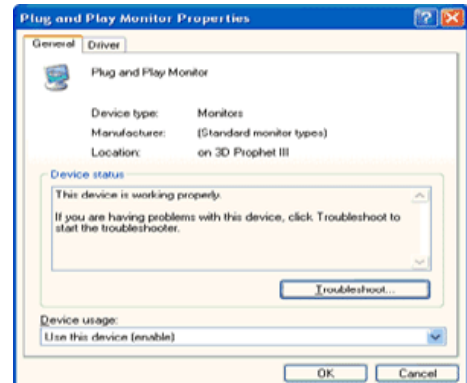 Plug and Play Monitor Properties
General Driver
Plug and Play Monitor
Device type: Monitors
Manufacturer: (Standard monitor types)
Location: on 3D Prophet III
Device status
This device is working properly.
If you are having problems with this device, click Troubleshoot to
start the troubleshooter.
Troubleshoot...
Device usage:
Use this device (enable)
OK Cancel